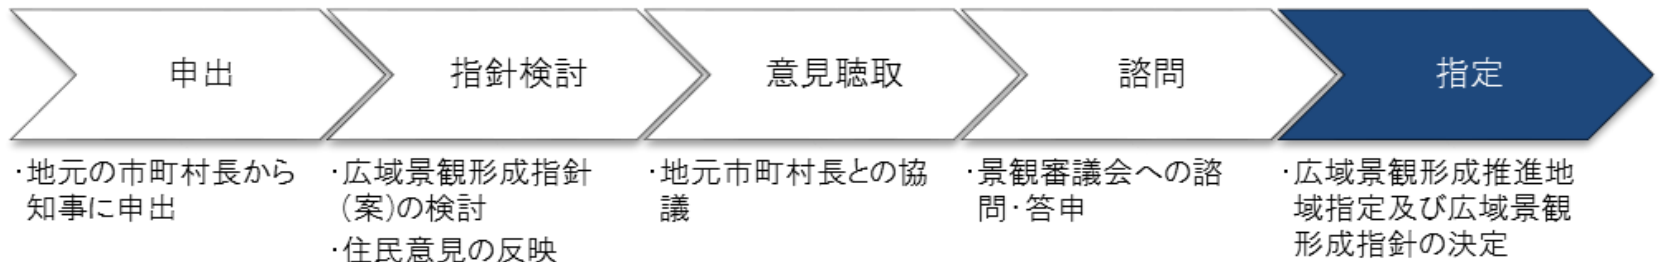 申出
指針検討
意見聴取
諮問
指定
・地元の市町村長から
知事に申出
・広域景観形成指針
(案)の検討
・住民意見の反映
・地元市町村長との協
議
・景観審議会への諮
問・答申
・広域景観形成推進地
域指定及び広域景観
形成指針の決定